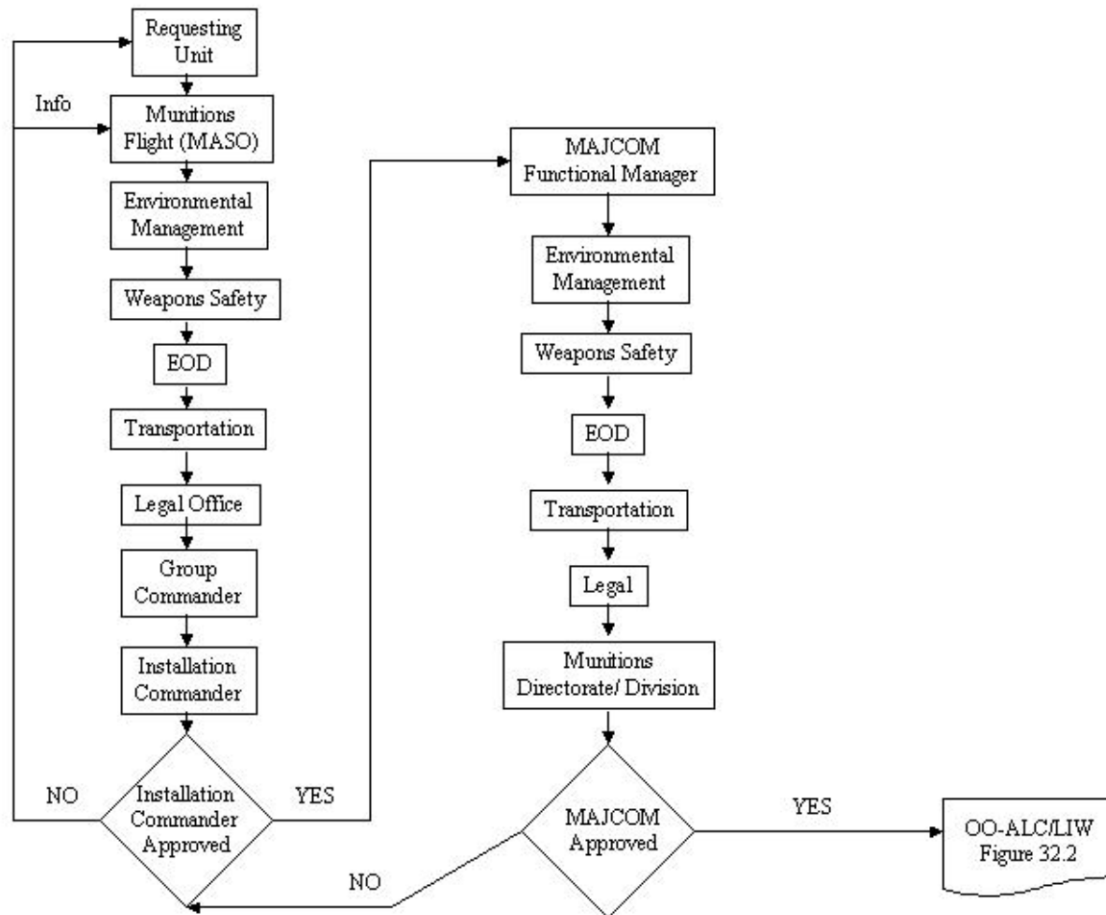 Requesting
Unit
Info
Munitions
Flight (MASO)
Environmental
Management
Weapons Safety
EOD
Transportation
Legal Office
Group
Commander
Installation
Commander
NO
Installation
Commander
Approved
YES
MAJCOM
Functional Manager
Environmental
Management
Weapons Safety
EOD
Transportation
Legal
Munitions
Directorate/ Division
MAJCOM
Approved
NO
YES
OO-ALC/LIW
Figure 32.2